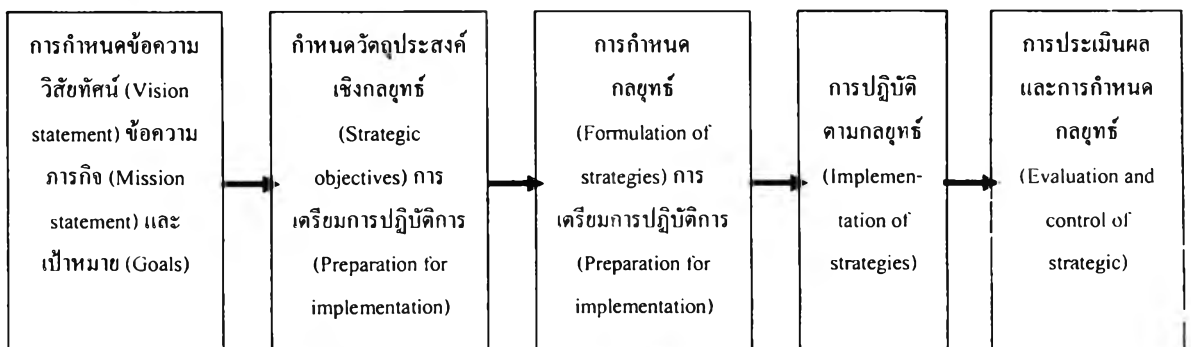 การกำหนดข้อความ
วิสัยทัศน์ (Vision
statement) ข้อความ
ภารกิจ (Mission
statement) และ
เป้าหมาย (Goals)
กำหนดวัตถุประสงค์
เชิงกลยุทธ์
(Strategic
objectives) การ
เตรียมการปฏิบัติการ
(Preparation for
implementation)
การกำหนด
กลยุทธ์
(Formulation of
strategies) การ
เตรียมการปฏิบัติการ
(Preparation for
implementation)
การปฏิบัติ
ตามกลยุทธ์
(Implemen-
tation of
strategies)
การประเมินผล
และการกำหนด
กลยุทธ์
(Evaluation and
control of
strategic)